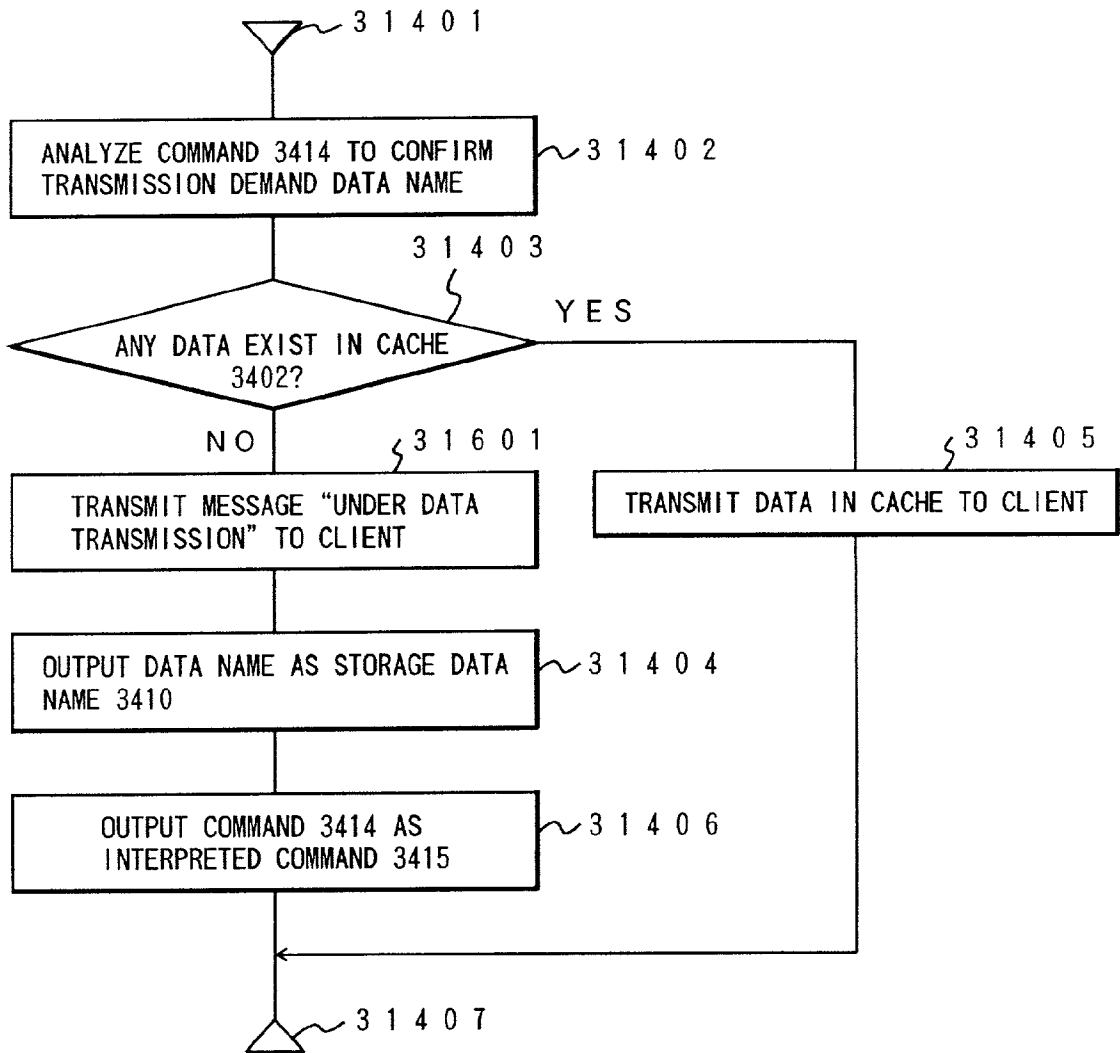 31401
ANALYZE COMMAND 3414 TO CONFIRM
TRANSMISSION DEMAND DATA NAME
31402
31403
ANY DATA EXIST IN CACHE
3402?
YES
NO
31601
TRANSMIT MESSAGE “UNDER DATA
TRANSMISSION” TO CLIENT
31405
TRANSMIT DATA IN CACHE TO CLIENT
OUTPUT DATA NAME AS STORAGE DATA
NAME 3410
31404
OUTPUT COMMAND 3414 AS
INTERPRETED COMMAND 3415
31406
31407